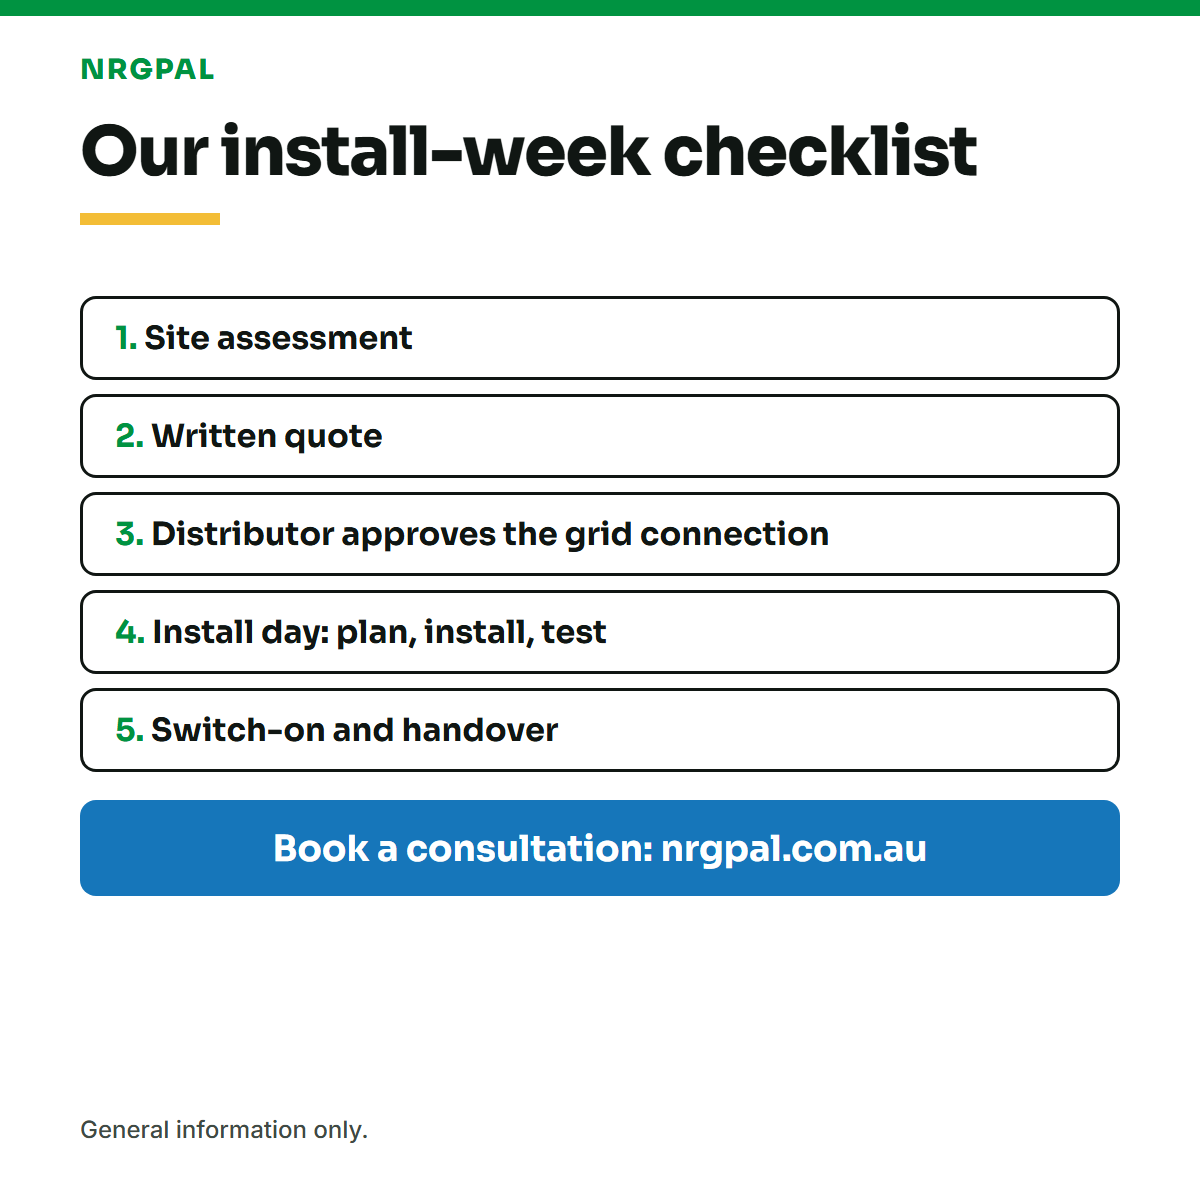 NRGPAL
Our install-week checklist
1. Site assessment
2. Written quote
3. Distributor approves the grid connection
4. Install day: plan, install, test
5. Switch-on and handover
Book a consultation: nrgpal.com.au
General information only.